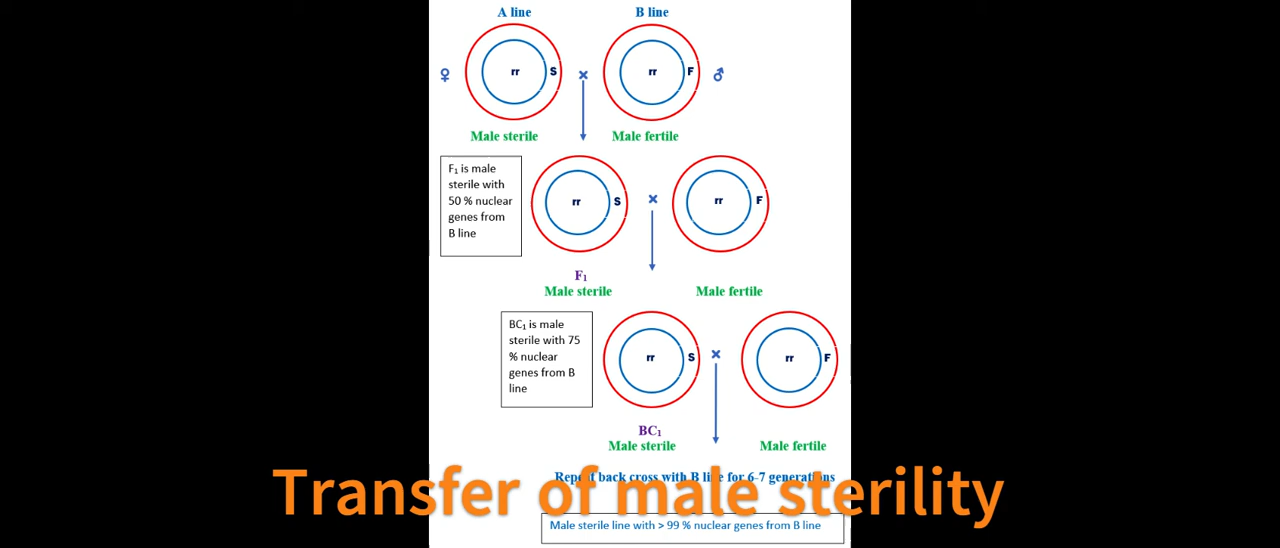 A line
B line
♀
rr
S
×
rr
F
♂
Male sterile
Male fertile
F₁ is male
sterile with
50 % nuclear
genes from
B line
rr
S
×
rr
F
F₁
Male sterile
Male fertile
BC₁ is male
sterile with 75
% nuclear
genes from B
line
rr
S
×
rr
F
BC₁
Male sterile
Male fertile
Repeat back cross with B line for 6-7 generations
Transfer of male sterility
Male sterile line with > 99 % nuclear genes from B line